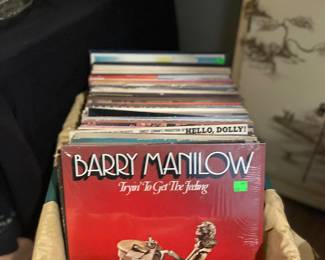 HELLO, DOLLY!
BARRY MANILOW
Tryin' To Get The Feeling